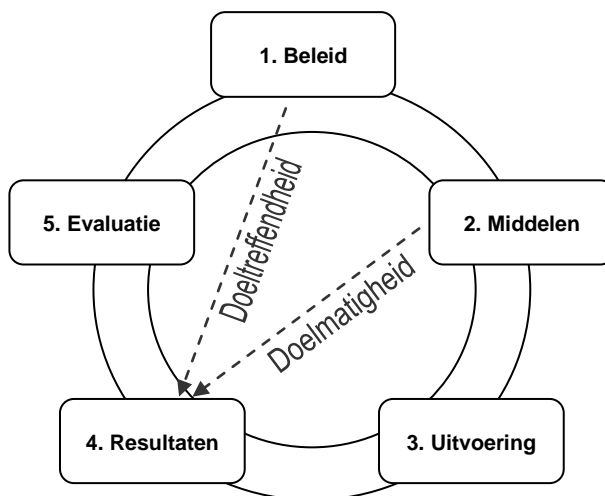 1. Beleid
5. Evaluatie
2. Middelen
Doeltreffendheid
Doelmatigheid
4. Resultaten
3. Uitvoering